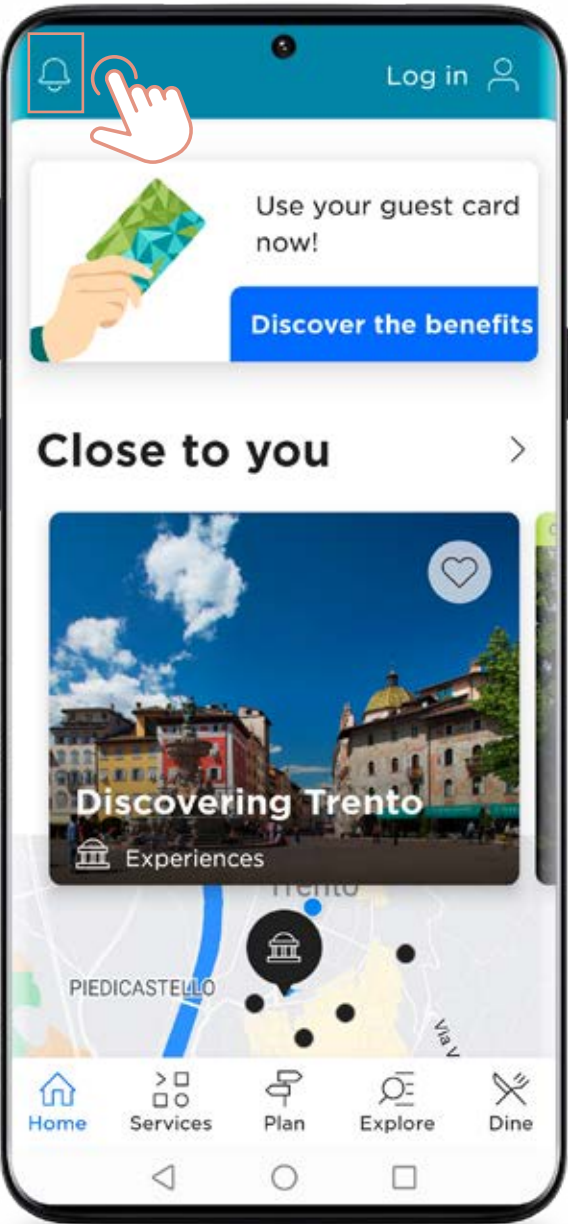 Log in
Use your guest card
now!
Discover the benefits
Close to you
Discovering Trento
Experiences
Trento
PIEDICASTELLO
Via V
Home
Services
Plan
Explore
Dine